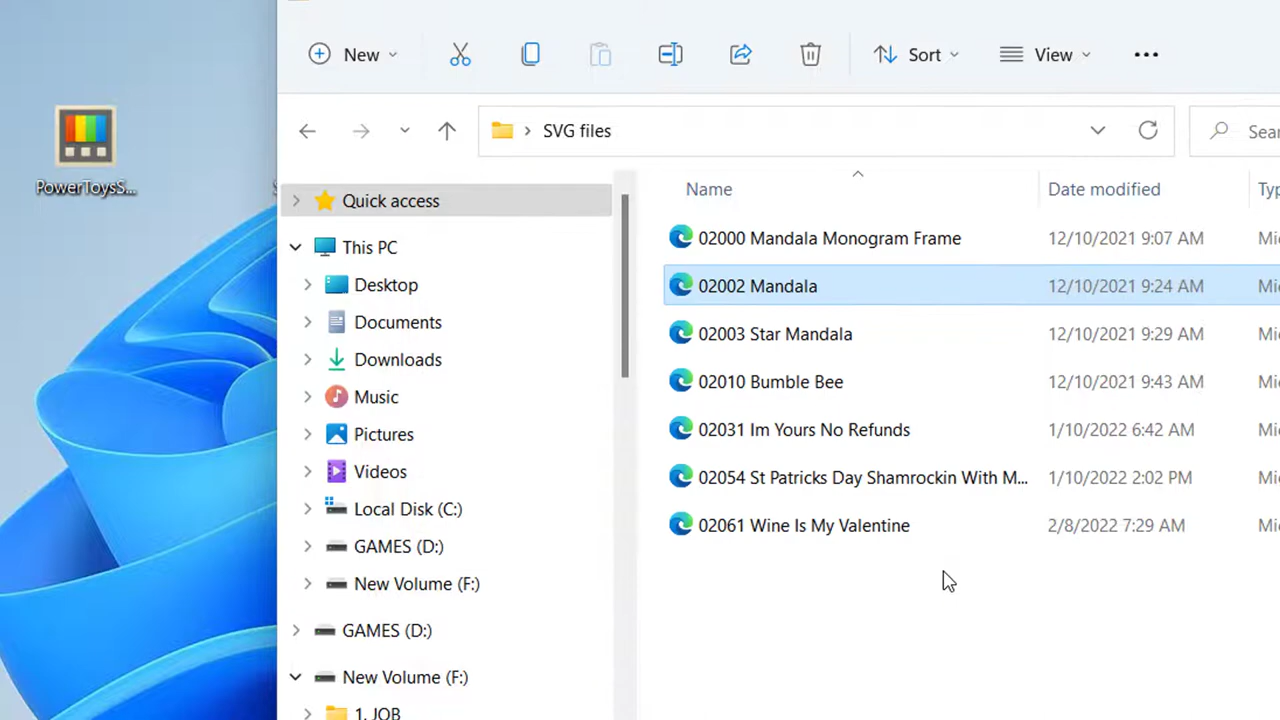 New
Sort
View
SVG files
Sear
PowerToysS...
Quick access
This PC
Desktop
Documents
Downloads
Music
Pictures
Videos
Local Disk (C:)
GAMES (D:)
New Volume (F:)
GAMES (D:)
New Volume (F:)
1. JOB
Name Date modified Typ
02000 Mandala Monogram Frame 12/10/2021 9:07 AM Mic
02002 Mandala 12/10/2021 9:24 AM Mic
02003 Star Mandala 12/10/2021 9:29 AM Mic
02010 Bumble Bee 12/10/2021 9:43 AM Mic
02031 Im Yours No Refunds 1/10/2022 6:42 AM Mic
02054 St Patricks Day Shamrockin With M... 1/10/2022 2:02 PM Mic
02061 Wine Is My Valentine 2/8/2022 7:29 AM Mic